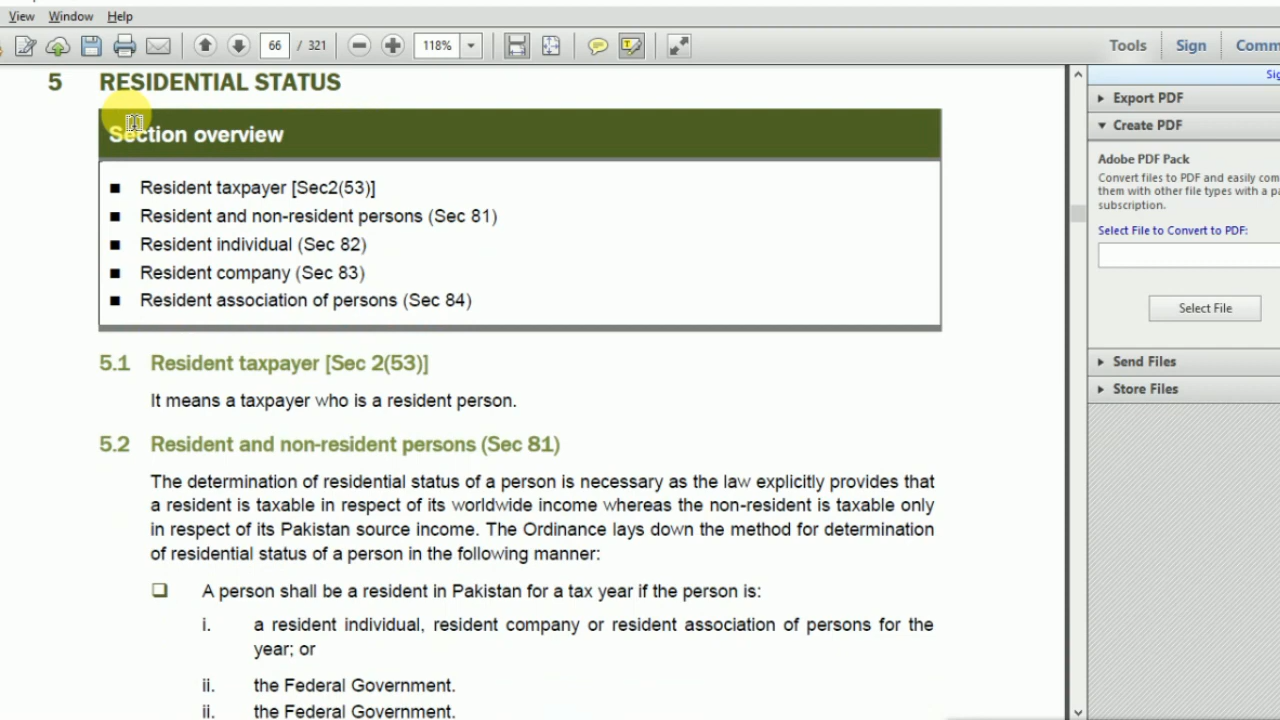 View Window Help
66 / 321 118% Tools Sign Comm
5 RESIDENTIAL STATUS
Section overview
■ Resident taxpayer [Sec2(53)]
■ Resident and non-resident persons (Sec 81)
■ Resident individual (Sec 82)
■ Resident company (Sec 83)
■ Resident association of persons (Sec 84)
5.1 Resident taxpayer [Sec 2(53)]
It means a taxpayer who is a resident person.
5.2 Resident and non-resident persons (Sec 81)
The determination of residential status of a person is necessary as the law explicitly provides that
a resident is taxable in respect of its worldwide income whereas the non-resident is taxable only
in respect of its Pakistan source income. The Ordinance lays down the method for determination
of residential status of a person in the following manner:
❑ A person shall be a resident in Pakistan for a tax year if the person is:
i. a resident individual, resident company or resident association of persons for the
year; or
ii. the Federal Government.
ii. the Federal Government.
Sig
Export PDF
Create PDF
Adobe PDF Pack
Convert files to PDF and easily com
them with other file types with a pa
subscription.
Select File to Convert to PDF:
Select File
Send Files
Store Files